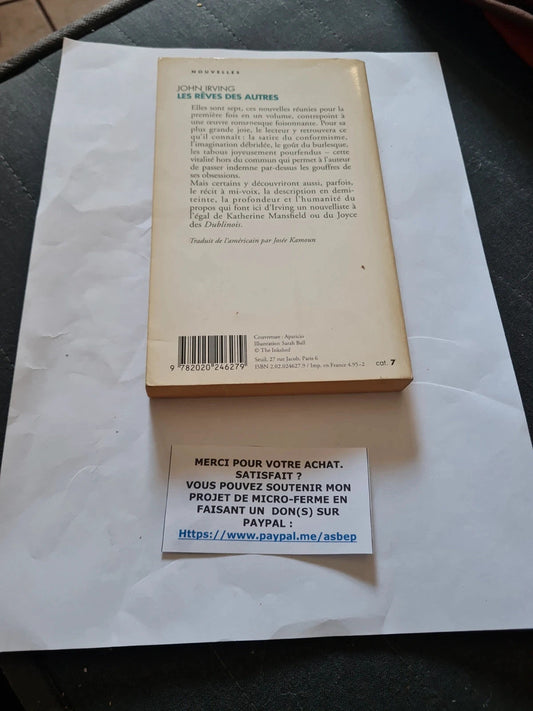 NOUVELLES
JOHN IRVING
LES RÊVES DES AUTRES
Elles sont sept, ces nouvelles réunies pour la
première fois en un volume, contrepoint à
une œuvre romanesque foisonnante. Pour sa
plus grande joie, le lecteur y retrouvera ce
qu'il connaît : la satire du conformisme,
l'imagination débridée, le goût du burlesque,
les tabous joyeusement pourfendus – cette
vitalité hors du commun qui permet à l'auteur
de passer indemne par-dessus les gouffres de
ses obsessions.
Mais certains y découvriront aussi, parfois,
le récit à mi-voix, la description en demi-
teinte, la profondeur et l'humanité du
propos qui font ici d'Irving un nouvelliste à
l'égal de Katherine Mansfield ou du Joyce
des Dublinois.
Traduit de l'américain par Josée Kamoun
Couverture : Aparicio
Illustration Sarah Ball
© The Inkshed
Seuil, 27 rue Jacob, Paris 6
ISBN 2.02.024627.9 / Imp. en France 4.95-2
cat. 7
9 782020 246279
MERCI POUR VOTRE ACHAT.
SATISFAIT ?
VOUS POUVEZ SOUTENIR MON
PROJET DE MICRO-FERME EN
FAISANT UN DON(S) SUR
PAYPAL :
Https://www.paypal.me/asbep